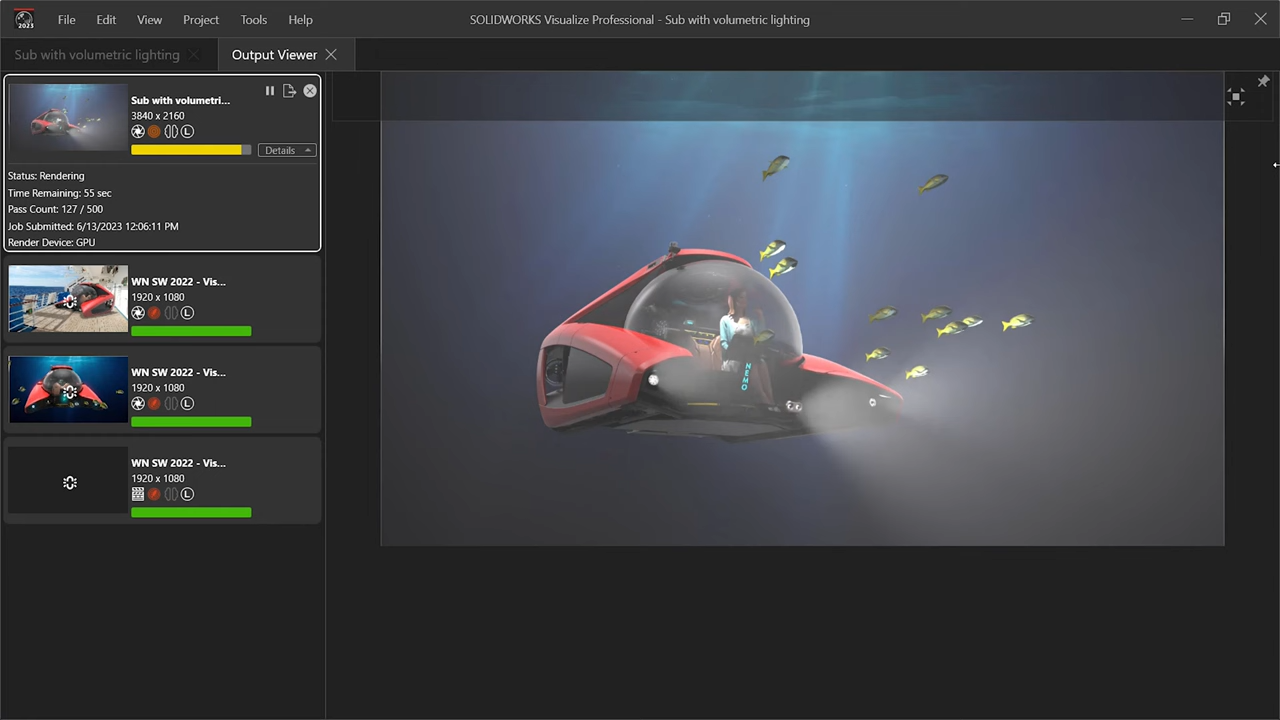 2023
File Edit View Project Tools Help
SOLIDWORKS Visualize Professional - Sub with volumetric lighting
Sub with volumetric lighting
Output Viewer
Sub with volumetri...
3840 x 2160
L
Details
Status: Rendering
Time Remaining: 55 sec
Pass Count: 127 / 500
Job Submitted: 6/13/2023 12:06:11 PM
Render Device: GPU
WN SW 2022 - Vis...
1920 x 1080
L
WN SW 2022 - Vis...
1920 x 1080
L
WN SW 2022 - Vis...
1920 x 1080
L
NEMO